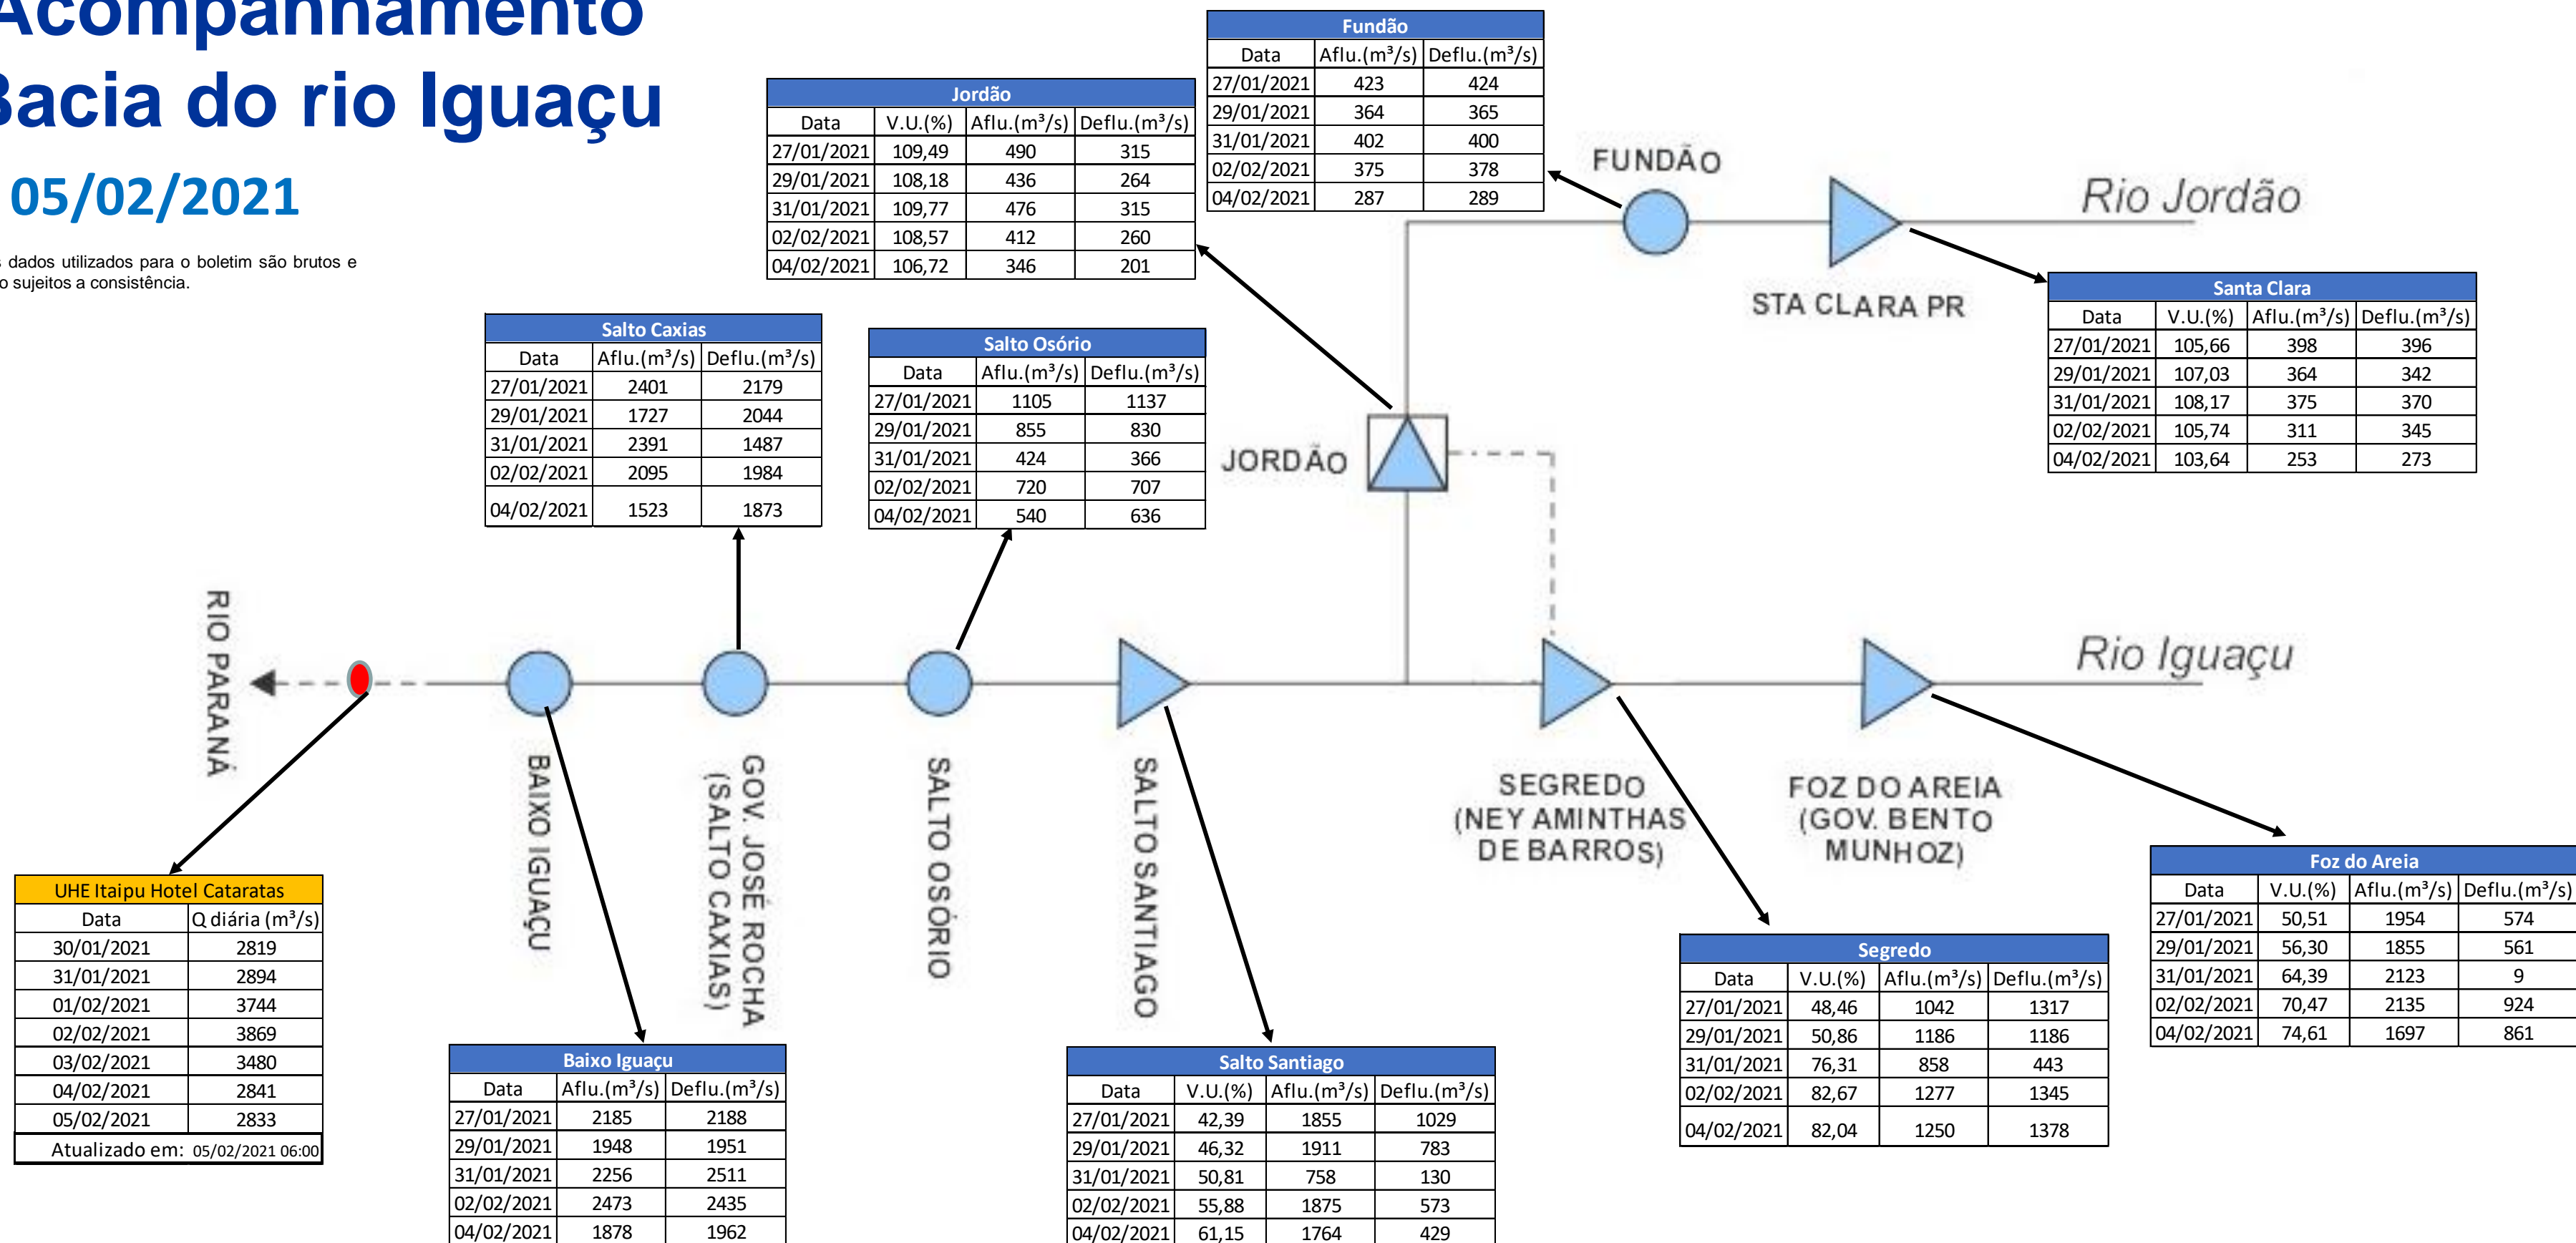 Acompanhamento
Bacia do rio Iguaçu
05/02/2021
dados utilizados para o boletim são brutos e
sujeitos a consistência.
Fundão
Data Aflu.(m³/s) Deflu.(m³/s)
27/01/2021 423 424
29/01/2021 364 365
31/01/2021 402 400
02/02/2021 375 378
04/02/2021 287 289
Jordão
Data V.U.(%) Aflu.(m³/s) Deflu.(m³/s)
27/01/2021 109,49 490 315
29/01/2021 108,18 436 264
31/01/2021 109,77 476 315
02/02/2021 108,57 412 260
04/02/2021 106,72 346 201
FUNDÃO
Rio Jordão
STA CLARA PR
Santa Clara
Data V.U.(%) Aflu.(m³/s) Deflu.(m³/s)
27/01/2021 105,66 398 396
29/01/2021 107,03 364 342
31/01/2021 108,17 375 370
02/02/2021 105,74 311 345
04/02/2021 103,64 253 273
Salto Caxias
Data Aflu.(m³/s) Deflu.(m³/s)
27/01/2021 2401 2179
29/01/2021 1727 2044
31/01/2021 2391 1487
02/02/2021 2095 1984
04/02/2021 1523 1873
Salto Osório
Data Aflu.(m³/s) Deflu.(m³/s)
27/01/2021 1105 1137
29/01/2021 855 830
31/01/2021 424 366
02/02/2021 720 707
04/02/2021 540 636
JORDÃO
RIO PARANÁ
Rio Iguaçu
BAIXO IGUAÇU
GOV. JOSÉ ROCHA
(SALTO CAXIAS)
SALTO OSÓRIO
SALTO SANTIAGO
SEGREDO
(NEY AMINTHAS
DE BARROS)
FOZ DO AREIA
(GOV. BENTO
MUNHOZ)
UHE Itaipu Hotel Cataratas
Data Q diária (m³/s)
30/01/2021 2819
31/01/2021 2894
01/02/2021 3744
02/02/2021 3869
03/02/2021 3480
04/02/2021 2841
05/02/2021 2833
Atualizado em: 05/02/2021 06:00
Baixo Iguaçu
Data Aflu.(m³/s) Deflu.(m³/s)
27/01/2021 2185 2188
29/01/2021 1948 1951
31/01/2021 2256 2511
02/02/2021 2473 2435
04/02/2021 1878 1962
Salto Santiago
Data V.U.(%) Aflu.(m³/s) Deflu.(m³/s)
27/01/2021 42,39 1855 1029
29/01/2021 46,32 1911 783
31/01/2021 50,81 758 130
02/02/2021 55,88 1875 573
04/02/2021 61,15 1764 429
Segredo
Data V.U.(%) Aflu.(m³/s) Deflu.(m³/s)
27/01/2021 48,46 1042 1317
29/01/2021 50,86 1186 1186
31/01/2021 76,31 858 443
02/02/2021 82,67 1277 1345
04/02/2021 82,04 1250 1378
Foz do Areia
Data V.U.(%) Aflu.(m³/s) Deflu.(m³/s)
27/01/2021 50,51 1954 574
29/01/2021 56,30 1855 561
31/01/2021 64,39 2123 9
02/02/2021 70,47 2135 924
04/02/2021 74,61 1697 861